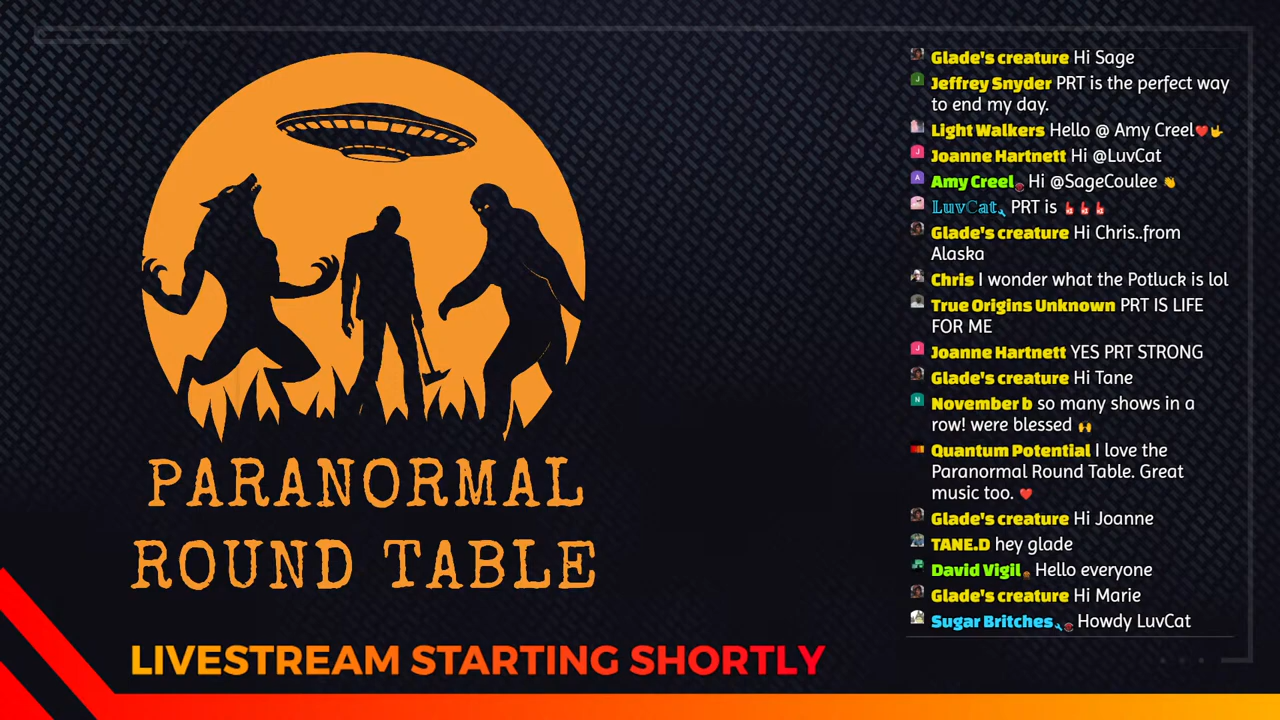 PARANORMAL
ROUND TABLE
LIVESTREAM STARTING SHORTLY
Glade's creature Hi Sage
J Jeffrey Snyder PRT is the perfect way
to end my day.
Light Walkers Hello @ Amy Creel❤️🤟
J Joanne Hartnett Hi @LuvCat
A Amy Creel Hi @SageCoulee 👏
𝕃𝕦𝕧ℂ𝕒𝕥 PRT is
Glade's creature Hi Chris..from
Alaska
Chris I wonder what the Potluck is lol
True Origins Unknown PRT IS LIFE
FOR ME
J Joanne Hartnett YES PRT STRONG
Glade's creature Hi Tane
N November b so many shows in a
row! were blessed 🙌
Quantum Potential I love the
Paranormal Round Table. Great
music too. ❤️
Glade's creature Hi Joanne
TANE.D hey glade
David Vigil Hello everyone
Glade's creature Hi Marie
Sugar Britches Howdy LuvCat